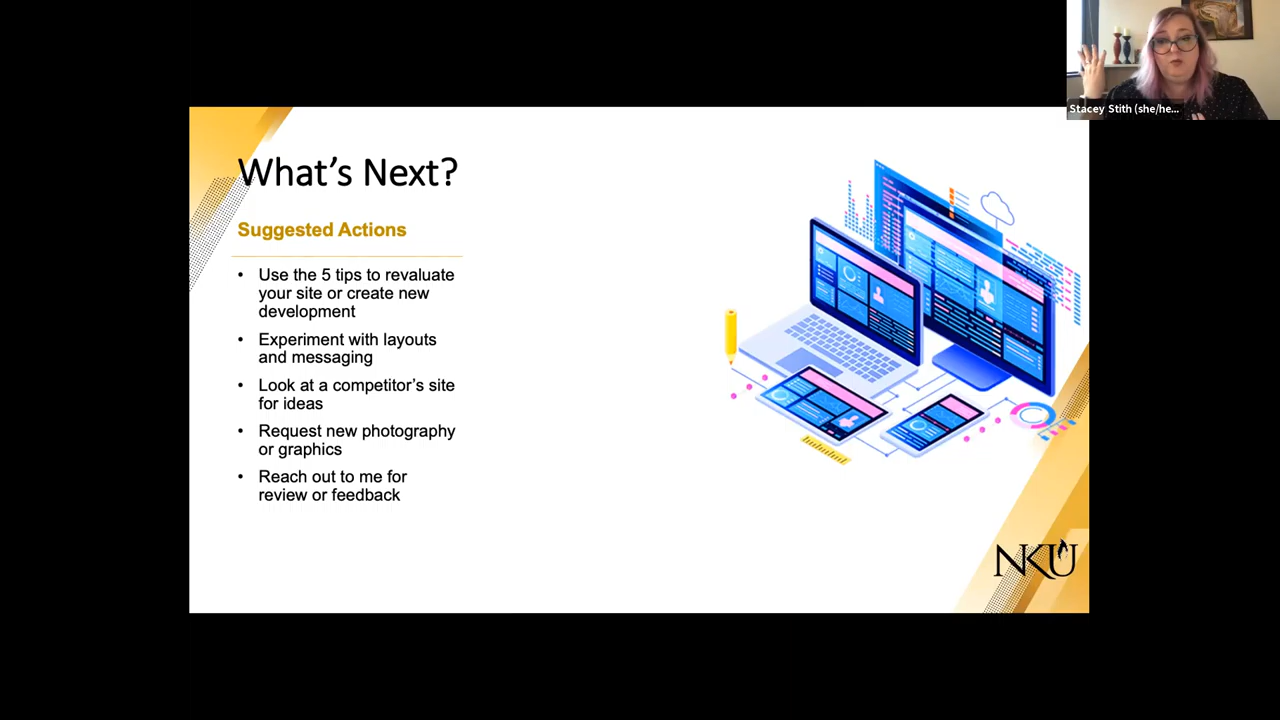 Stacey Stith (she/he...
What's Next?
Suggested Actions
• Use the 5 tips to revaluate
your site or create new
development
• Experiment with layouts
and messaging
• Look at a competitor's site
for ideas
• Request new photography
or graphics
• Reach out to me for
review or feedback
NKU